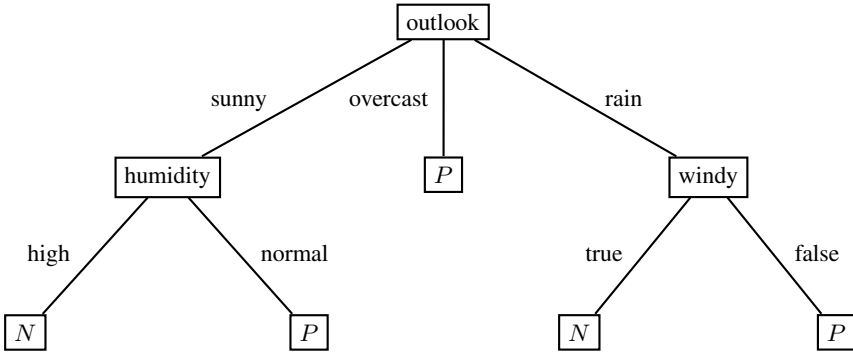 outlook
sunny overcast rain
humidity P windy
high normal true false
N P N P